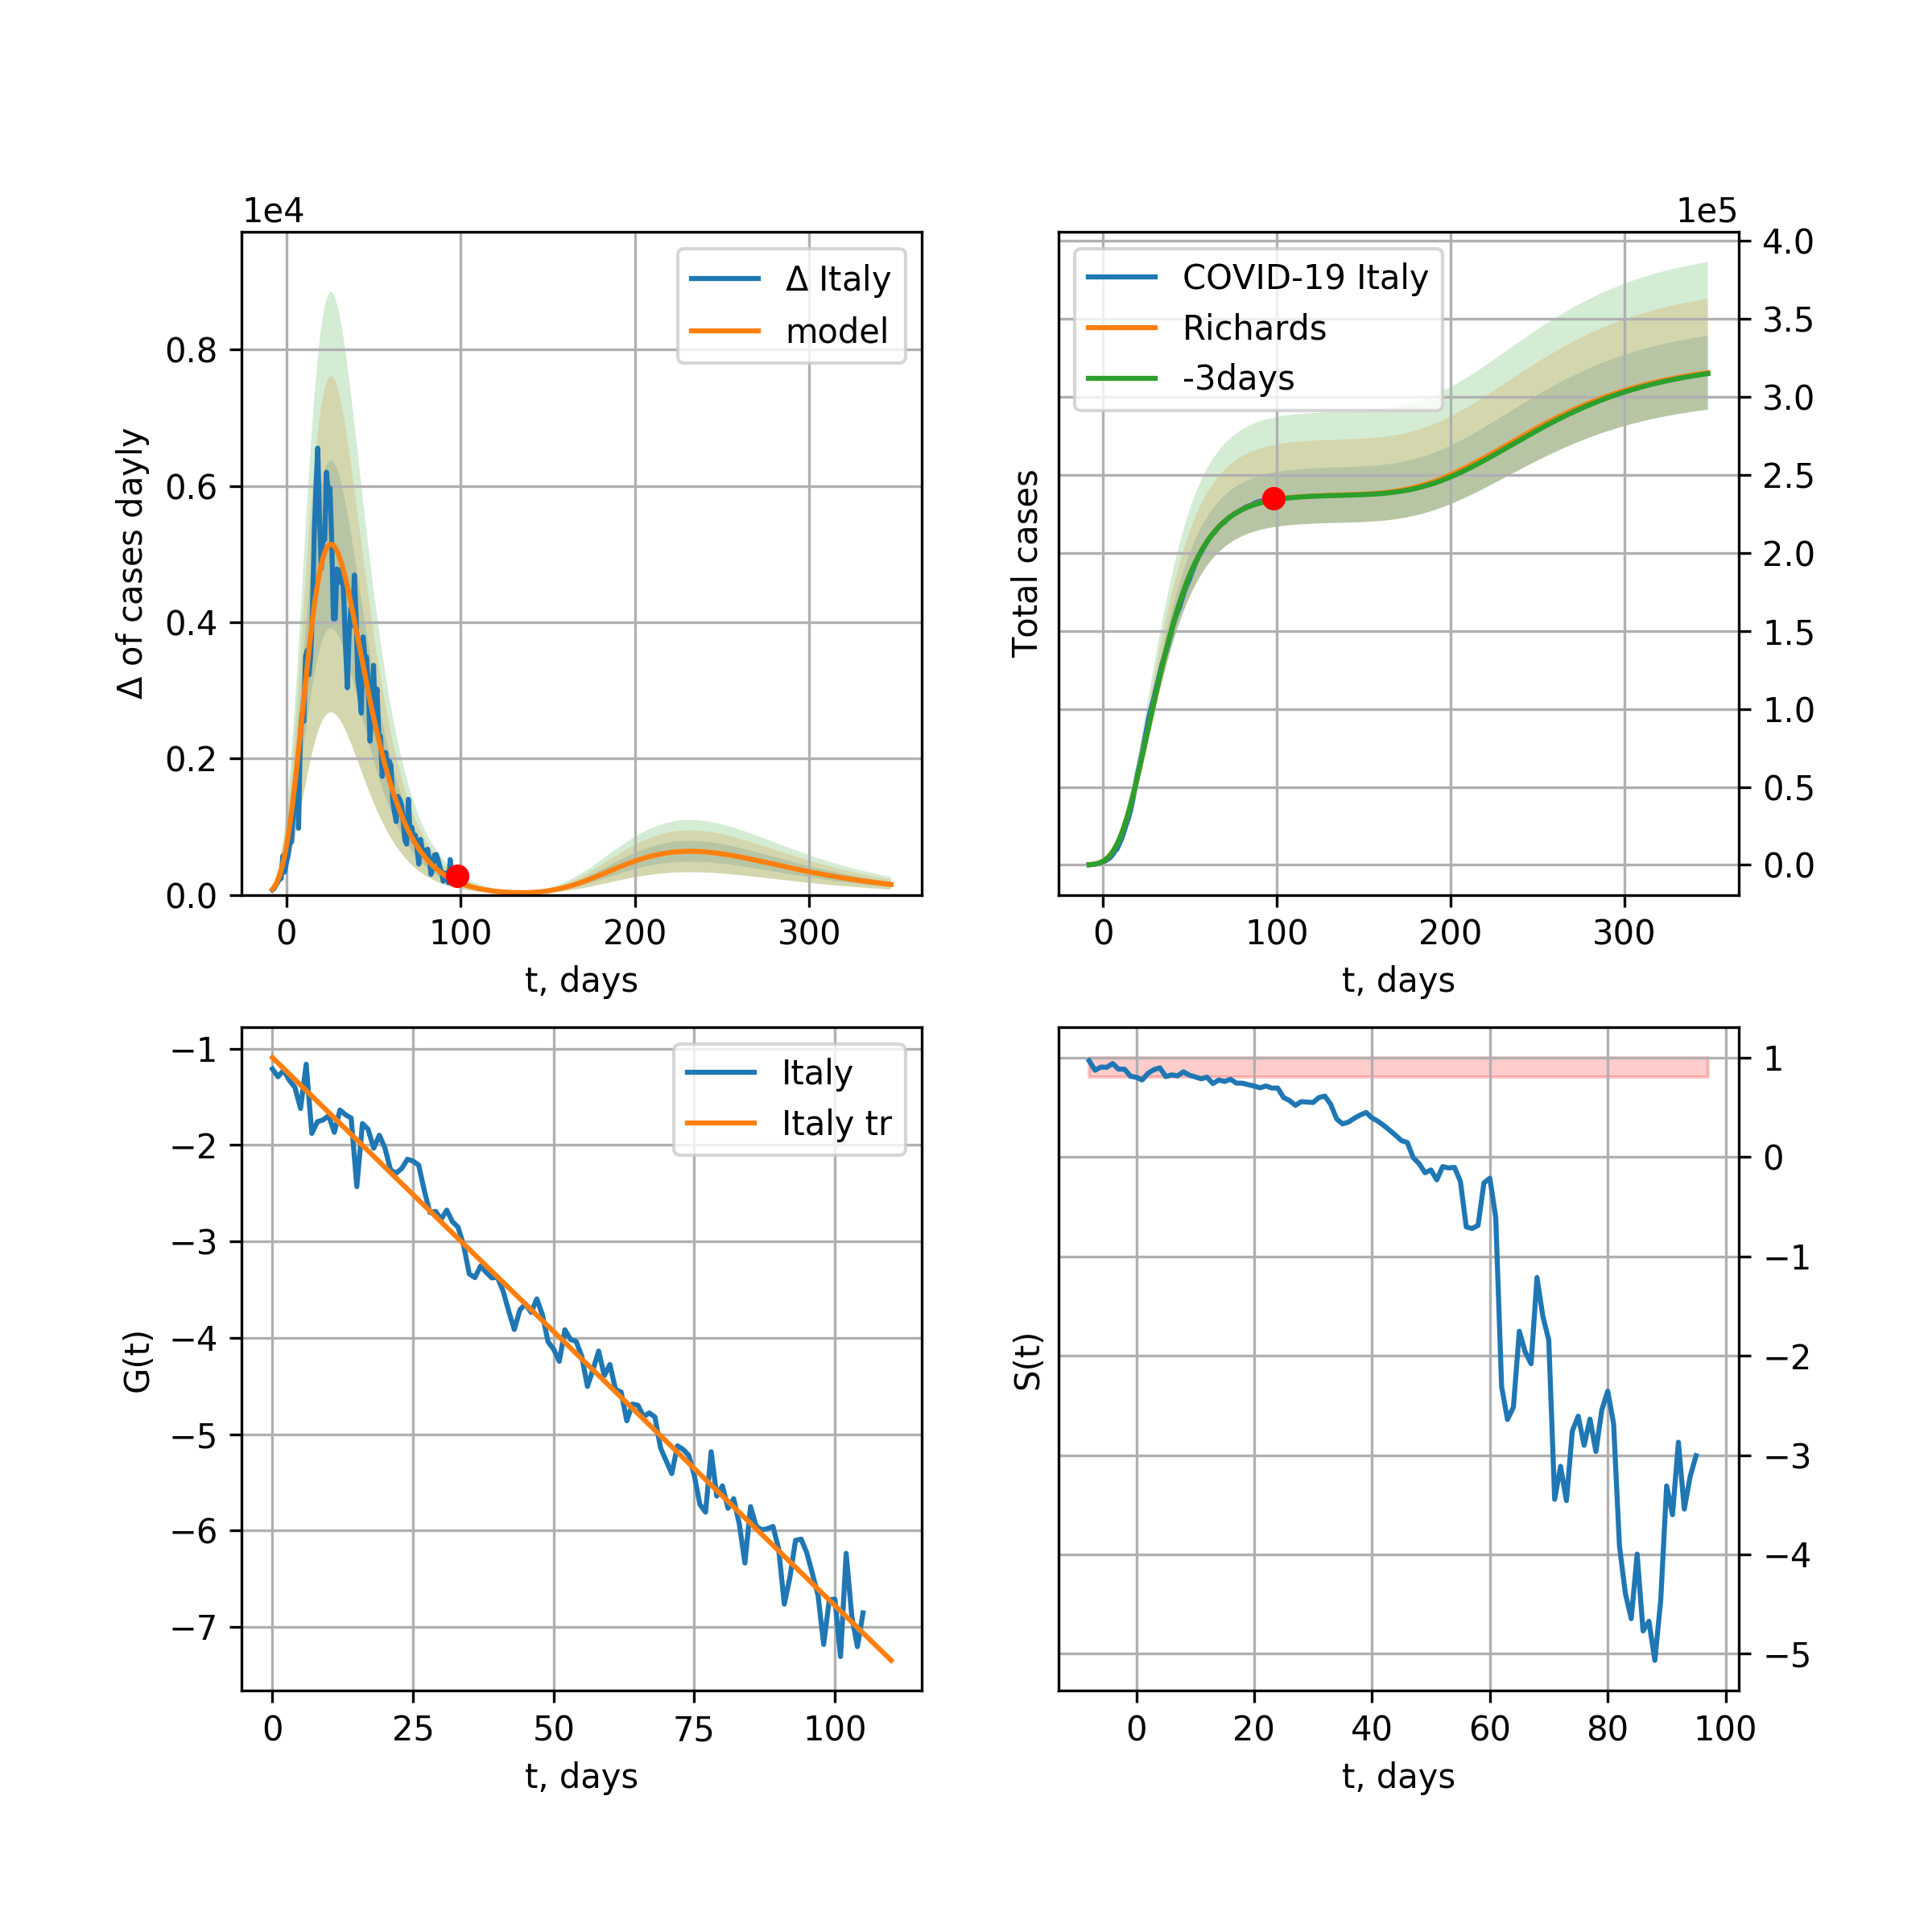 1e4
Δ Italy
model
0.8
0.6
0.4
0.2
0.0
Δ of cases dayly
0 100 200 300
t, days
1e5
COVID-19 Italy
Richards
-3days
4.0
3.5
3.0
2.5
2.0
1.5
1.0
0.5
0.0
Total cases
0 100 200 300
t, days
Italy
Italy tr
−1
−2
−3
−4
−5
−6
−7
G(t)
0 25 50 75 100
t, days
1
0
−1
−2
−3
−4
−5
S(t)
0 20 40 60 80 100
t, days